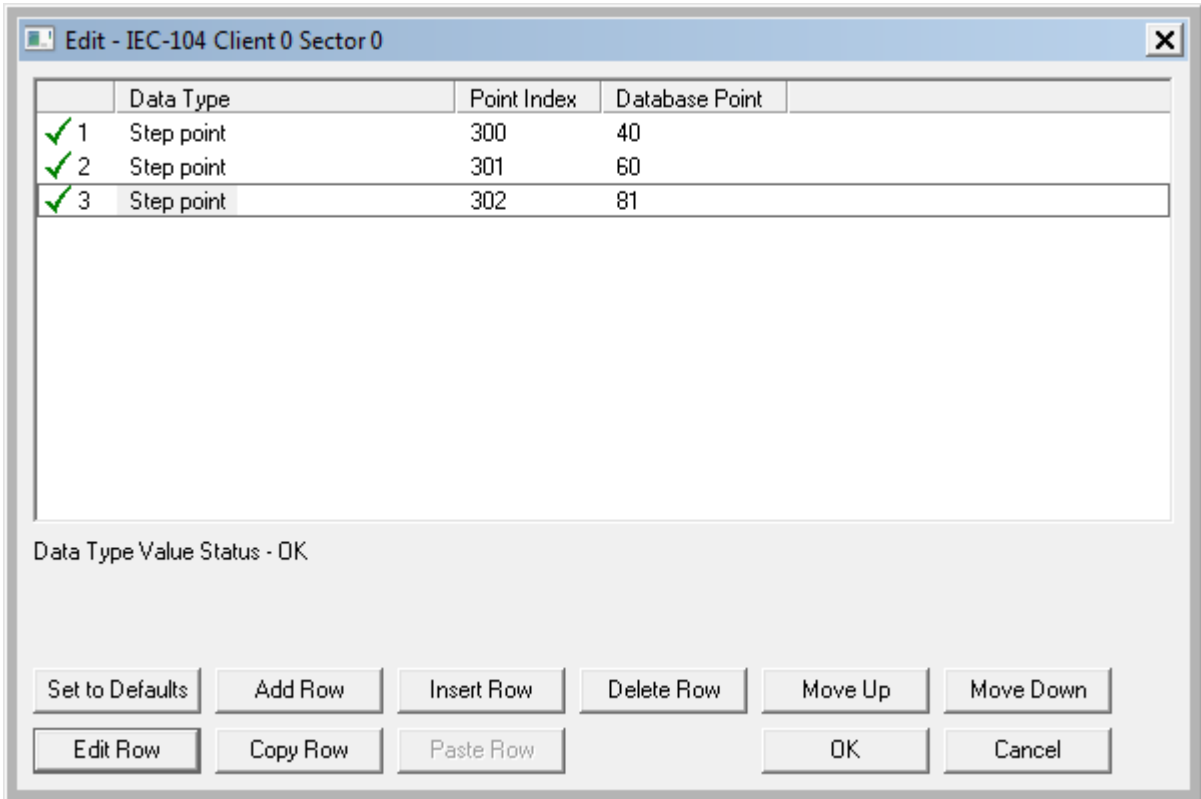 Edit - IEC-104 Client 0 Sector 0
Data Type Point Index Database Point
1 Step point 300 40
2 Step point 301 60
3 Step point 302 81
Data Type Value Status - OK
Set to Defaults Add Row Insert Row Delete Row Move Up Move Down
Edit Row Copy Row Paste Row OK Cancel